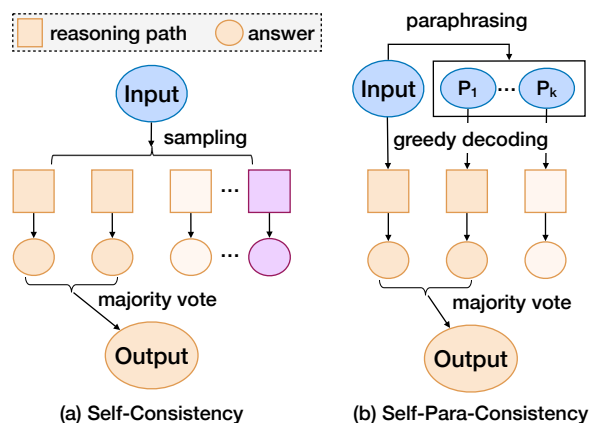 reasoning path
answer
Input
sampling
...
...
majority vote
Output
(a) Self-Consistency
paraphrasing
Input
P1
...
Pk
greedy decoding
majority vote
Output
(b) Self-Para-Consistency